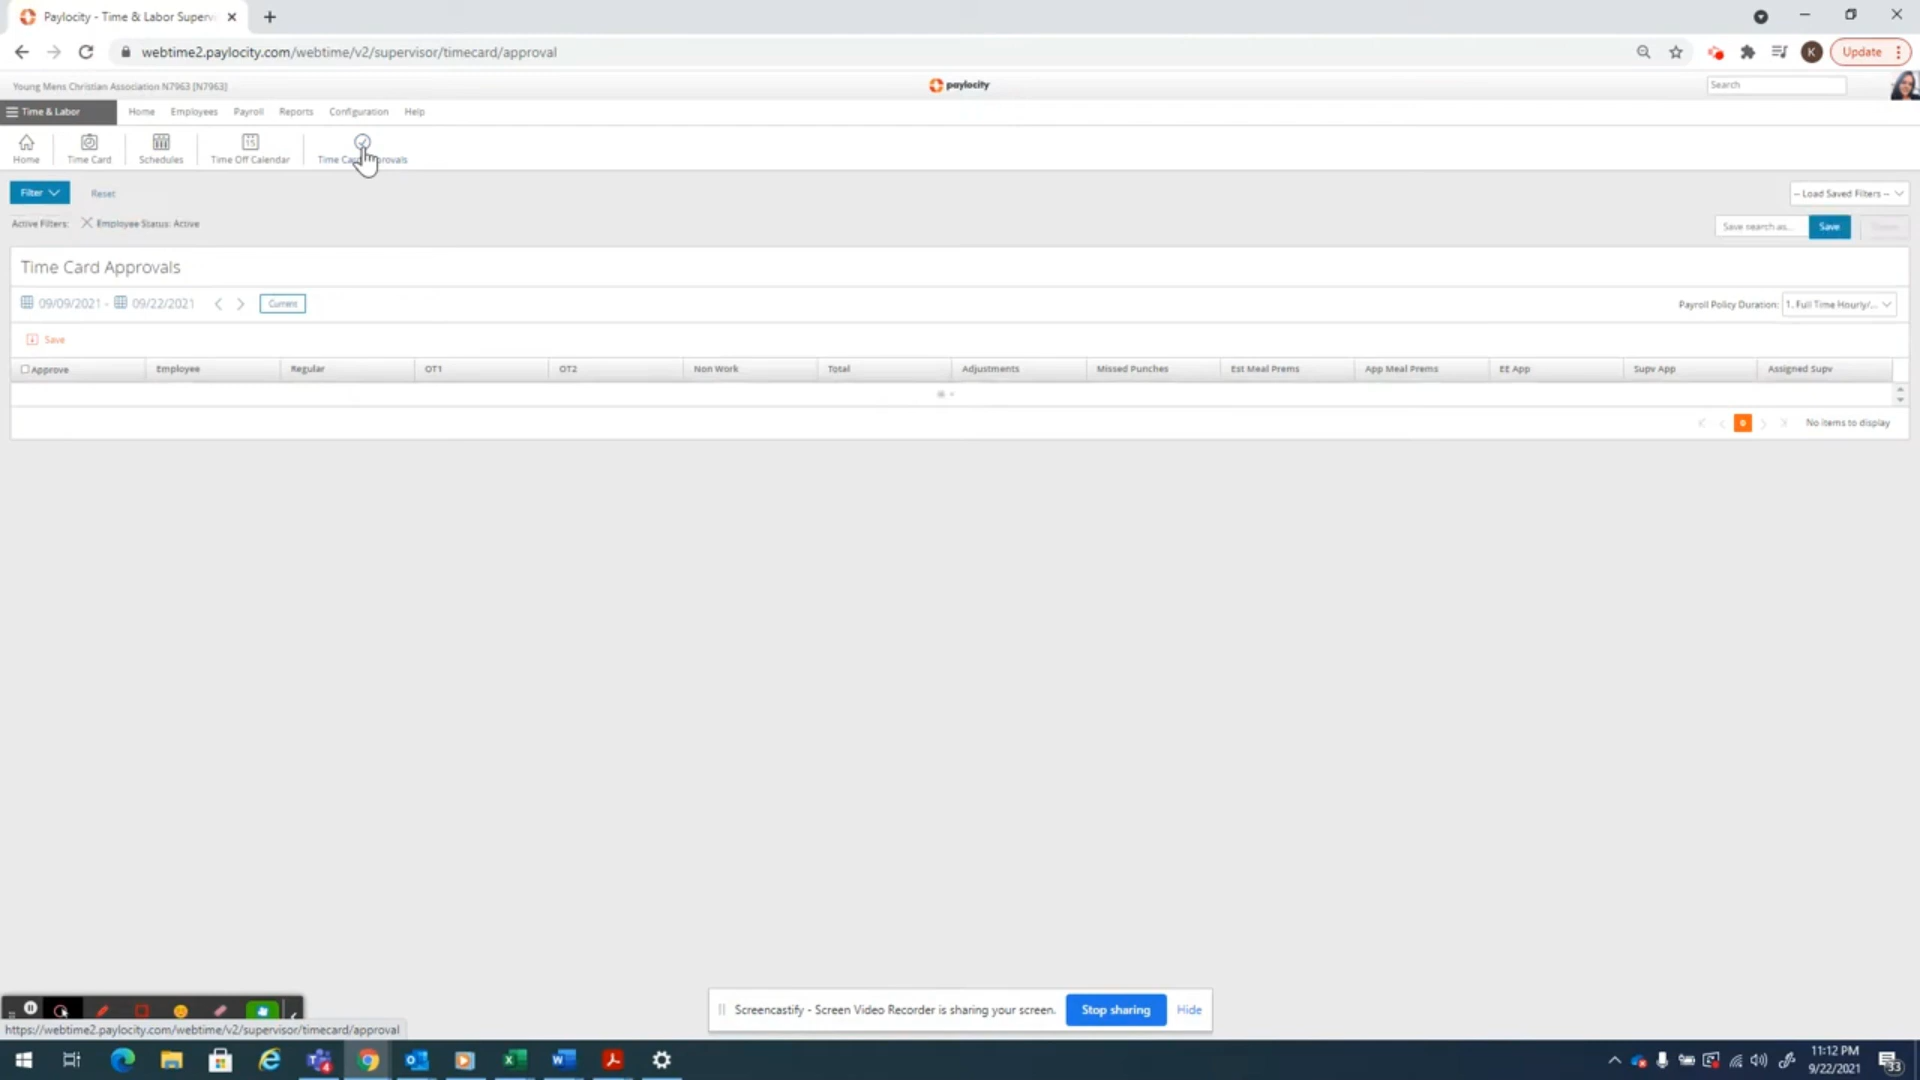 Paylocity - Time & Labor Superv
webtime2.paylocity.com/webtime/v2/supervisor/timecard/approval
K
Update
Young Mens Christian Association N7963 [N7963]
paylocity
Search
Time & Labor
Home
Employees
Payroll
Reports
Configuration
Help
Home
Time Card
Schedules
15
Time Off Calendar
Filter
Reset
-- Load Saved Filters --
Active Filters:
Employee Status: Active
Save search as...
Save
Time Card Approvals
09/09/2021 - 09/22/2021
Current
Payroll Policy Duration:
1. Full Time Hourly/...
Save
Approve
Employee
Regular
OT1
OT2
Non Work
Total
Adjustments
Missed Punches
Est Meal Prems
App Meal Prems
EE App
Supv App
Assigned Supv
0
No items to display
Screencastify - Screen Video Recorder is sharing your screen.
Stop sharing
Hide
https://webtime2.paylocity.com/webtime/v2/supervisor/timecard/approval
11:12 PM
9/22/2021
33